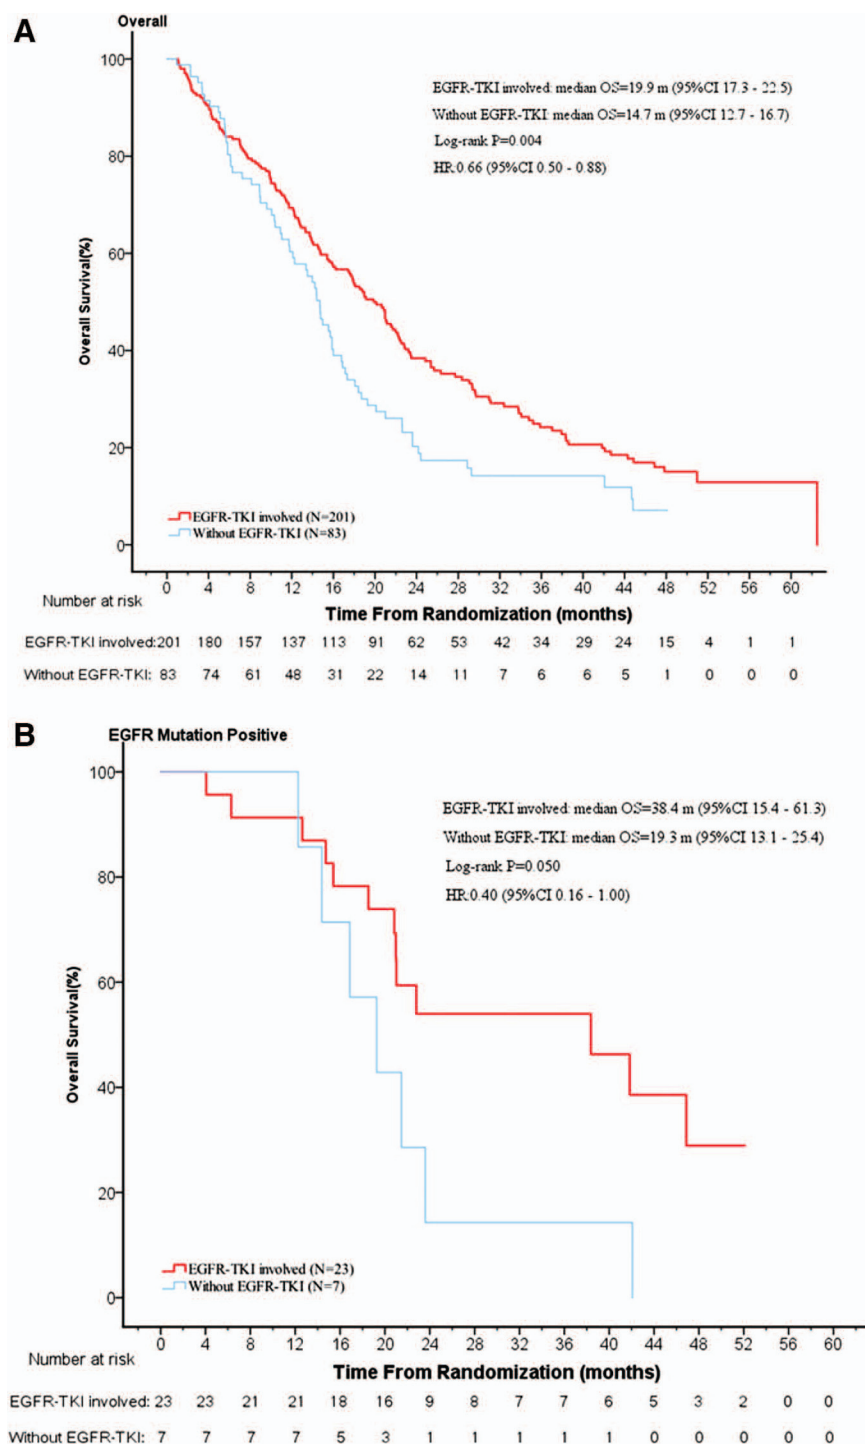 A
Overall
EGFR-TKI involved: median OS=19.9 m (95%CI 17.3 - 22.5)
Without EGFR-TKI: median OS=14.7 m (95%CI 12.7 - 16.7)
Log-rank P=0.004
HR:0.66 (95%CI 0.50 - 0.88)
Overall Survival(%)
100
80
60
40
20
0
EGFR-TKI involved (N=201)
Without EGFR-TKI (N=83)
0 4 8 12 16 20 24 28 32 36 40 44 48 52 56 60
Number at risk
Time From Randomization (months)
EGFR-TKI involved: 201 180 157 137 113 91 62 53 42 34 29 24 15 4 1 1
Without EGFR-TKI: 83 74 61 48 31 22 14 11 7 6 6 5 1 0 0 0
B
EGFR Mutation Positive
EGFR-TKI involved: median OS=38.4 m (95%CI 15.4 - 61.3)
Without EGFR-TKI: median OS=19.3 m (95%CI 13.1 - 25.4)
Log-rank P=0.050
HR:0.40 (95%CI 0.16 - 1.00)
Overall Survival(%)
100
80
60
40
20
0
EGFR-TKI involved (N=23)
Without EGFR-TKI (N=7)
0 4 8 12 16 20 24 28 32 36 40 44 48 52 56 60
Number at risk
Time From Randomization (months)
EGFR-TKI involved: 23 23 21 21 18 16 9 8 7 7 6 5 3 2 0 0
Without EGFR-TKI: 7 7 7 7 5 3 1 1 1 1 1 0 0 0 0 0